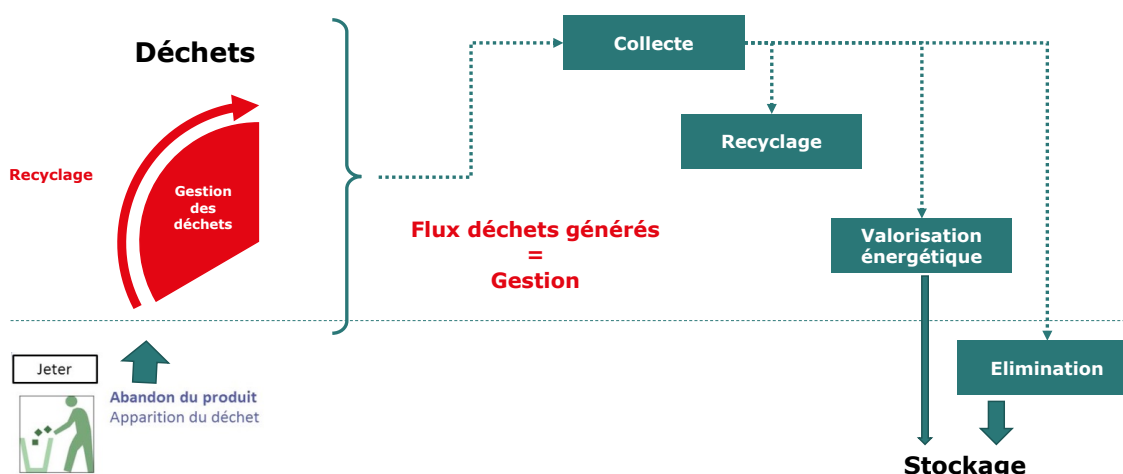 Déchets
Collecte
Recyclage
Recyclage
Gestion
des
déchets
Flux déchets générés
=
Gestion
Valorisation
énergétique
Jeter
Abandon du produit
Apparition du déchet
Elimination
Stockage